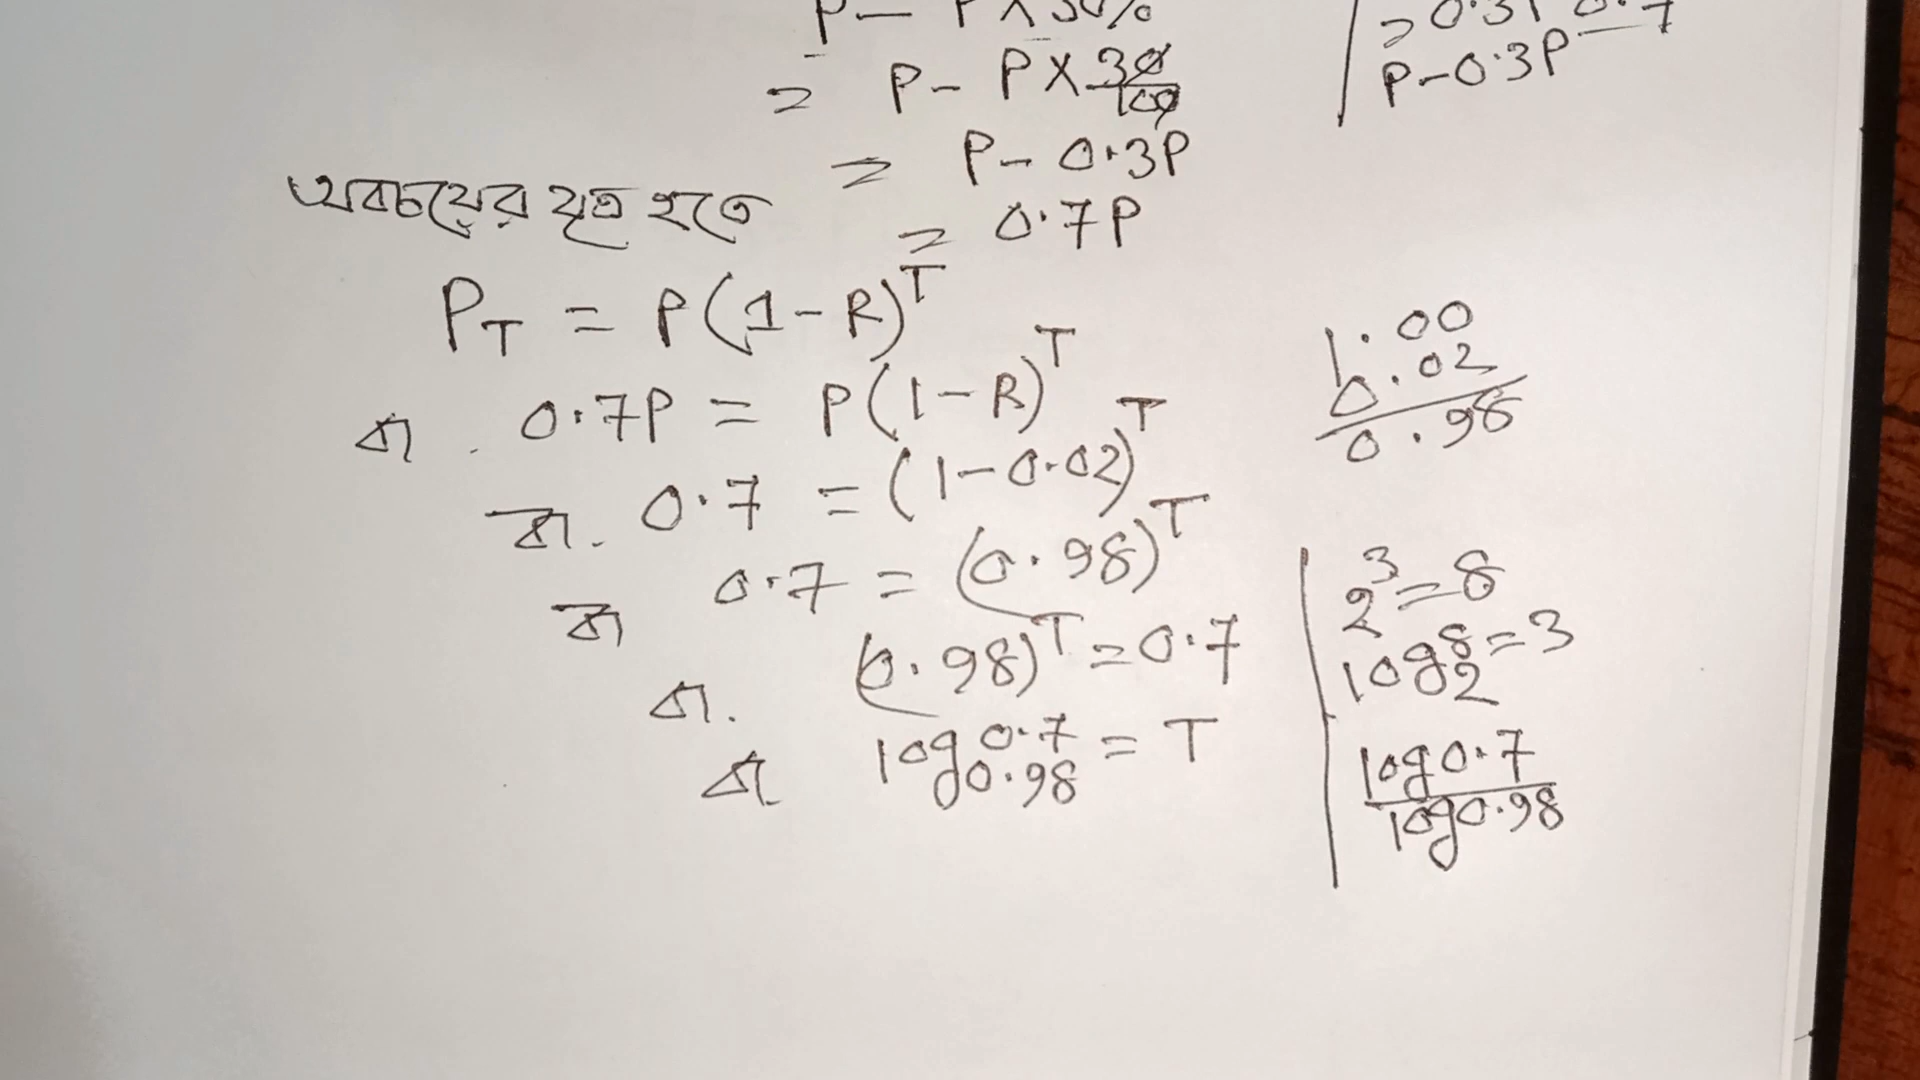 P - P X 30%
= P - P X 30/100
= P - 0.3P
অবচয়ের সূত্র হতে = 0.7P
P_T = P(1-R)^T
বা. 0.7P = P(1-R)^T
বা. 0.7 = (1-0.02)^T
বা 0.7 = (0.98)^T
বা. (0.98)^T = 0.7
বা log_0.98 0.7 = T
P-0.3P
1.00
0.02
0.98
2^3 = 8
log_2 8 = 3
log 0.7
log 0.98